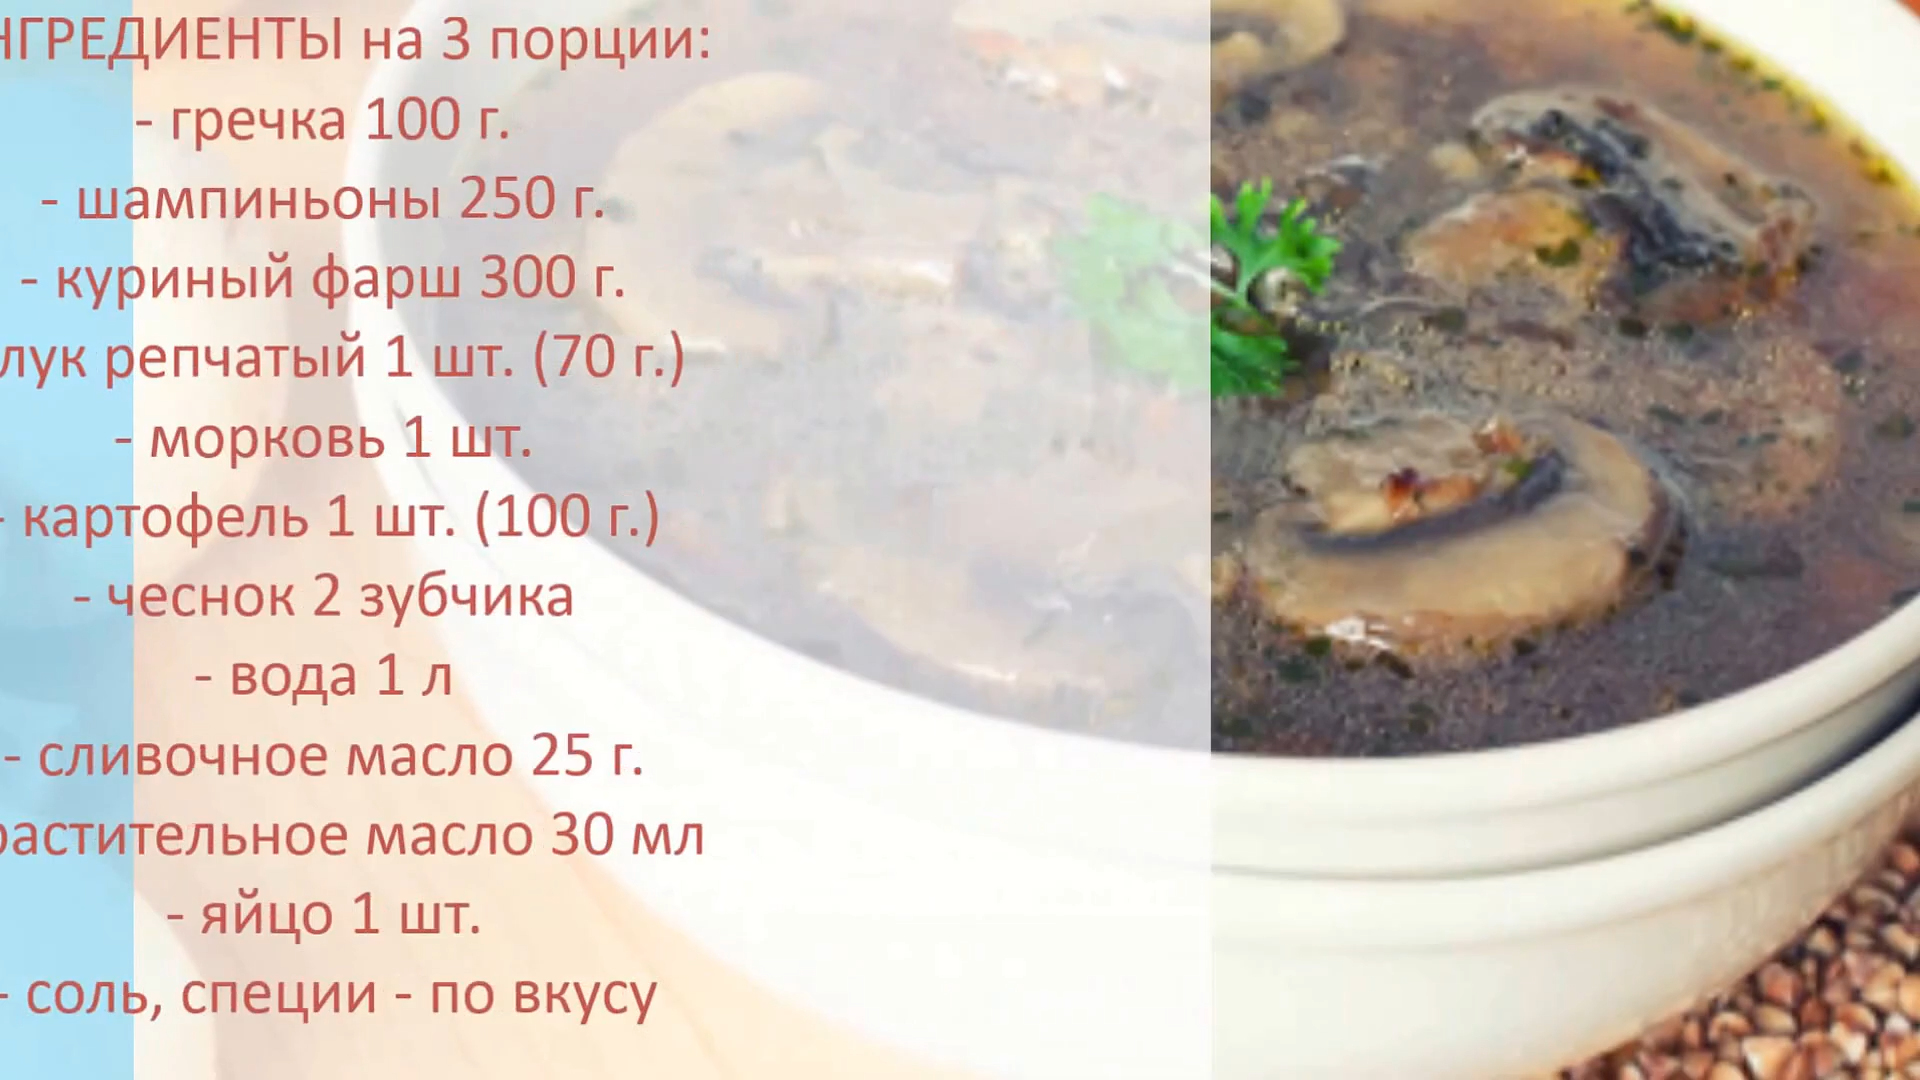 НГРЕДИЕНТЫ на 3 порции:
- гречка 100 г.
- шампиньоны 250 г.
- куриный фарш 300 г.
лук репчатый 1 шт. (70 г.)
- морковь 1 шт.
- картофель 1 шт. (100 г.)
- чеснок 2 зубчика
- вода 1 л
- сливочное масло 25 г.
растительное масло 30 мл
- яйцо 1 шт.
- соль, специи - по вкусу